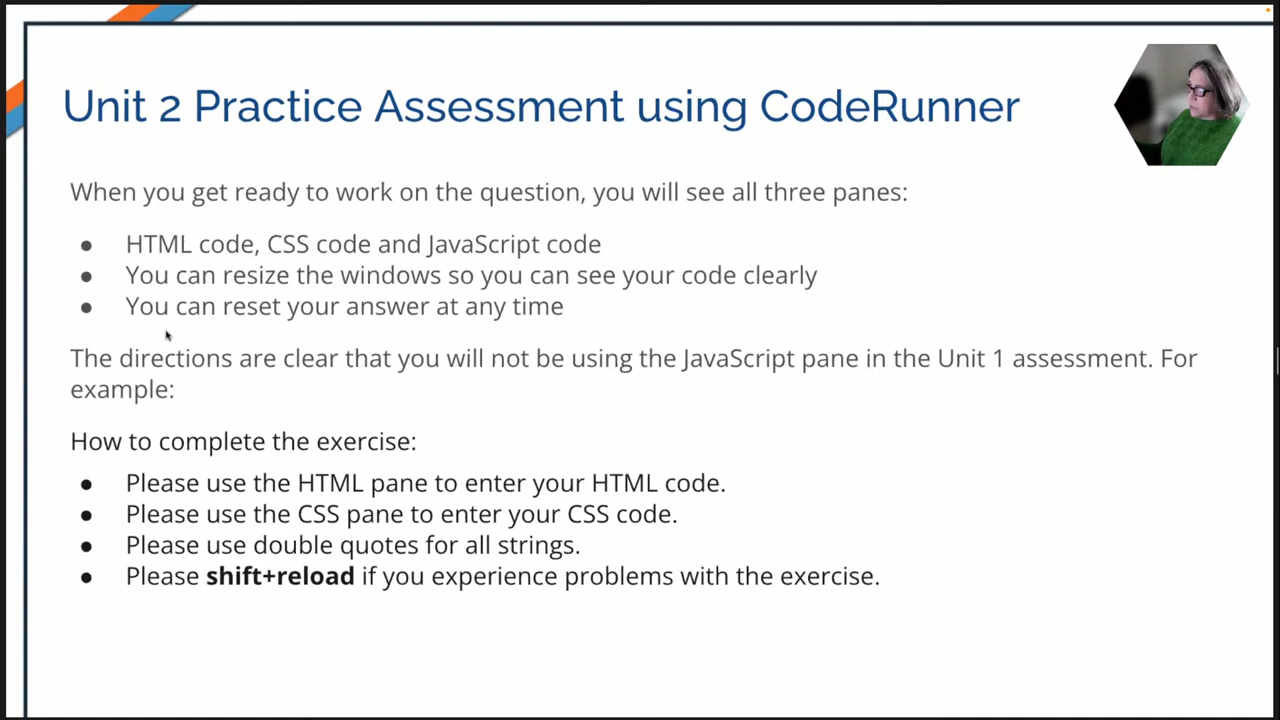 Unit 2 Practice Assessment using CodeRunner
When you get ready to work on the question, you will see all three panes:
● HTML code, CSS code and JavaScript code
● You can resize the windows so you can see your code clearly
● You can reset your answer at any time
The directions are clear that you will not be using the JavaScript pane in the Unit 1 assessment. For
example:
How to complete the exercise:
● Please use the HTML pane to enter your HTML code.
● Please use the CSS pane to enter your CSS code.
● Please use double quotes for all strings.
● Please shift+reload if you experience problems with the exercise.